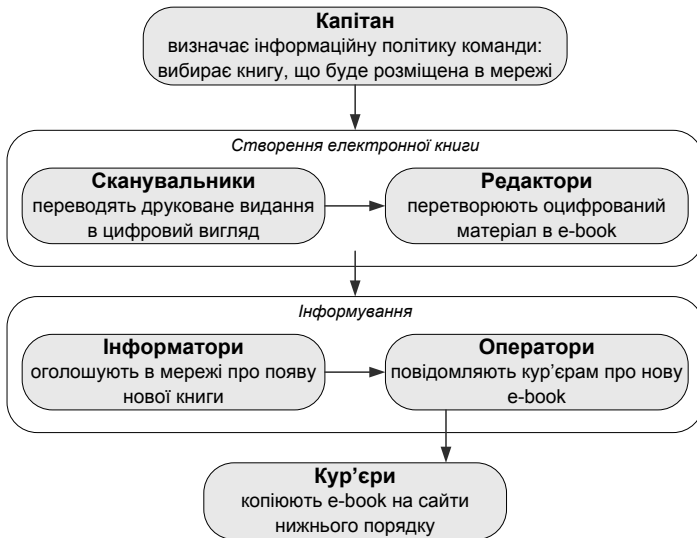 Капітан
визначає інформаційну політику команди:
вибирає книгу, що буде розміщена в мережі
Створення електронної книги
Сканувальники
переводять друковане видання
в цифровий вигляд
Редактори
перетворюють оцифрований
матеріал в e-book
Інформування
Інформатори
оголошують в мережі про появу
нової книги
Оператори
повідомляють кур’єрам про нову
e-book
Кур’єри
копіюють e-book на сайти
нижнього порядку